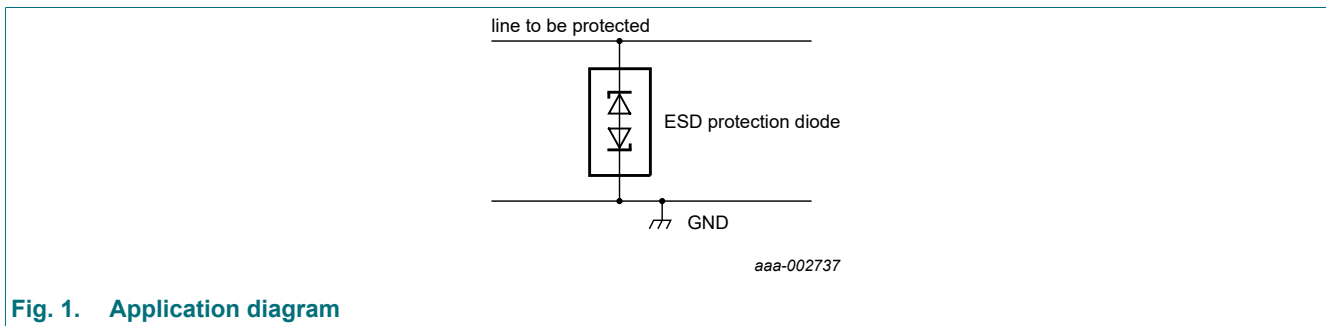 line to be protected
ESD protection diode
GND
aaa-002737
Fig. 1. Application diagram